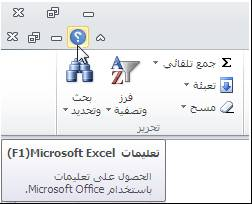 Σ جمع تلقائي
تعبئة
مسح
فرز
وتصفية
بحث
وتحديد
تحرير
تعليمات Microsoft Excel‏ (F1)
الحصول على تعليمات
باستخدام Microsoft Office.